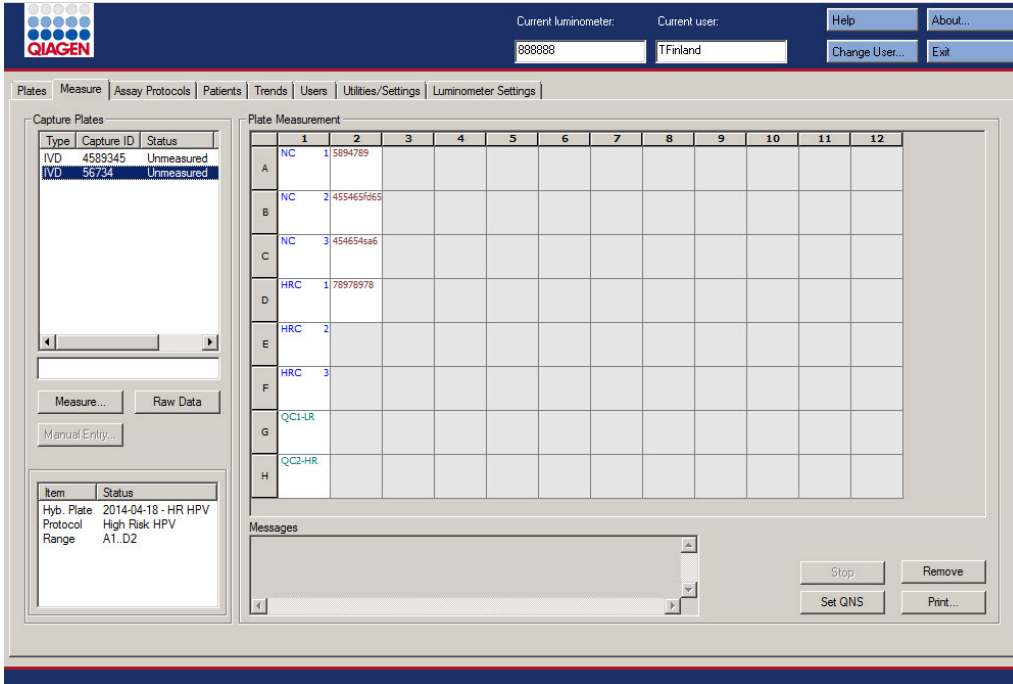 Current luminometer: Current user: Help About...
QIAGEN 888888 TFinland Change User... Exit
Plates Measure Assay Protocols Patients Trends Users Utilities/Settings Luminometer Settings
Capture Plates
Type Capture ID Status
IVD 4589345 Unmeasured
IVD 56734 Unmeasured
Measure... Raw Data
Manual Entry...
Item Status
Hyb. Plate 2014-04-18 - HR HPV
Protocol High Risk HPV
Range A1..D2
Plate Measurement
1 2 3 4 5 6 7 8 9 10 11 12
A NC 1 5894789
B NC 2 455465fd65
C NC 3 454654sa6
D HRC 1 78978978
E HRC 2
F HRC 3
G QC1-LR
H QC2-HR
Messages
Stop Remove
Set QNS Print...